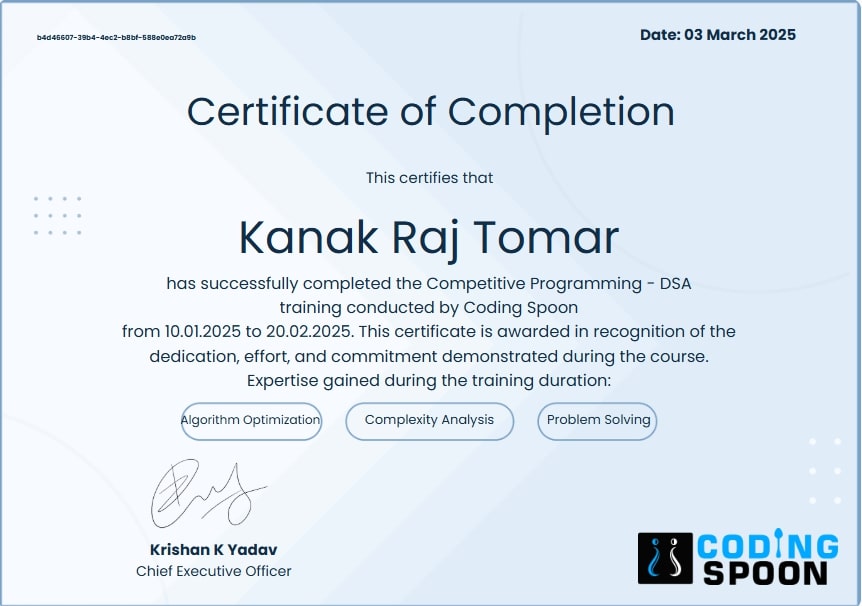 b4d46607-39b4-4ec2-b8bf-588e0ea72a9b
Date: 03 March 2025
Certificate of Completion
This certifies that
Kanak Raj Tomar
has successfully completed the Competitive Programming - DSA
training conducted by Coding Spoon
from 10.01.2025 to 20.02.2025. This certificate is awarded in recognition of the
dedication, effort, and commitment demonstrated during the course.
Expertise gained during the training duration:
Algorithm Optimization Complexity Analysis Problem Solving
Krishan K Yadav
Chief Executive Officer
CODING
SPOON